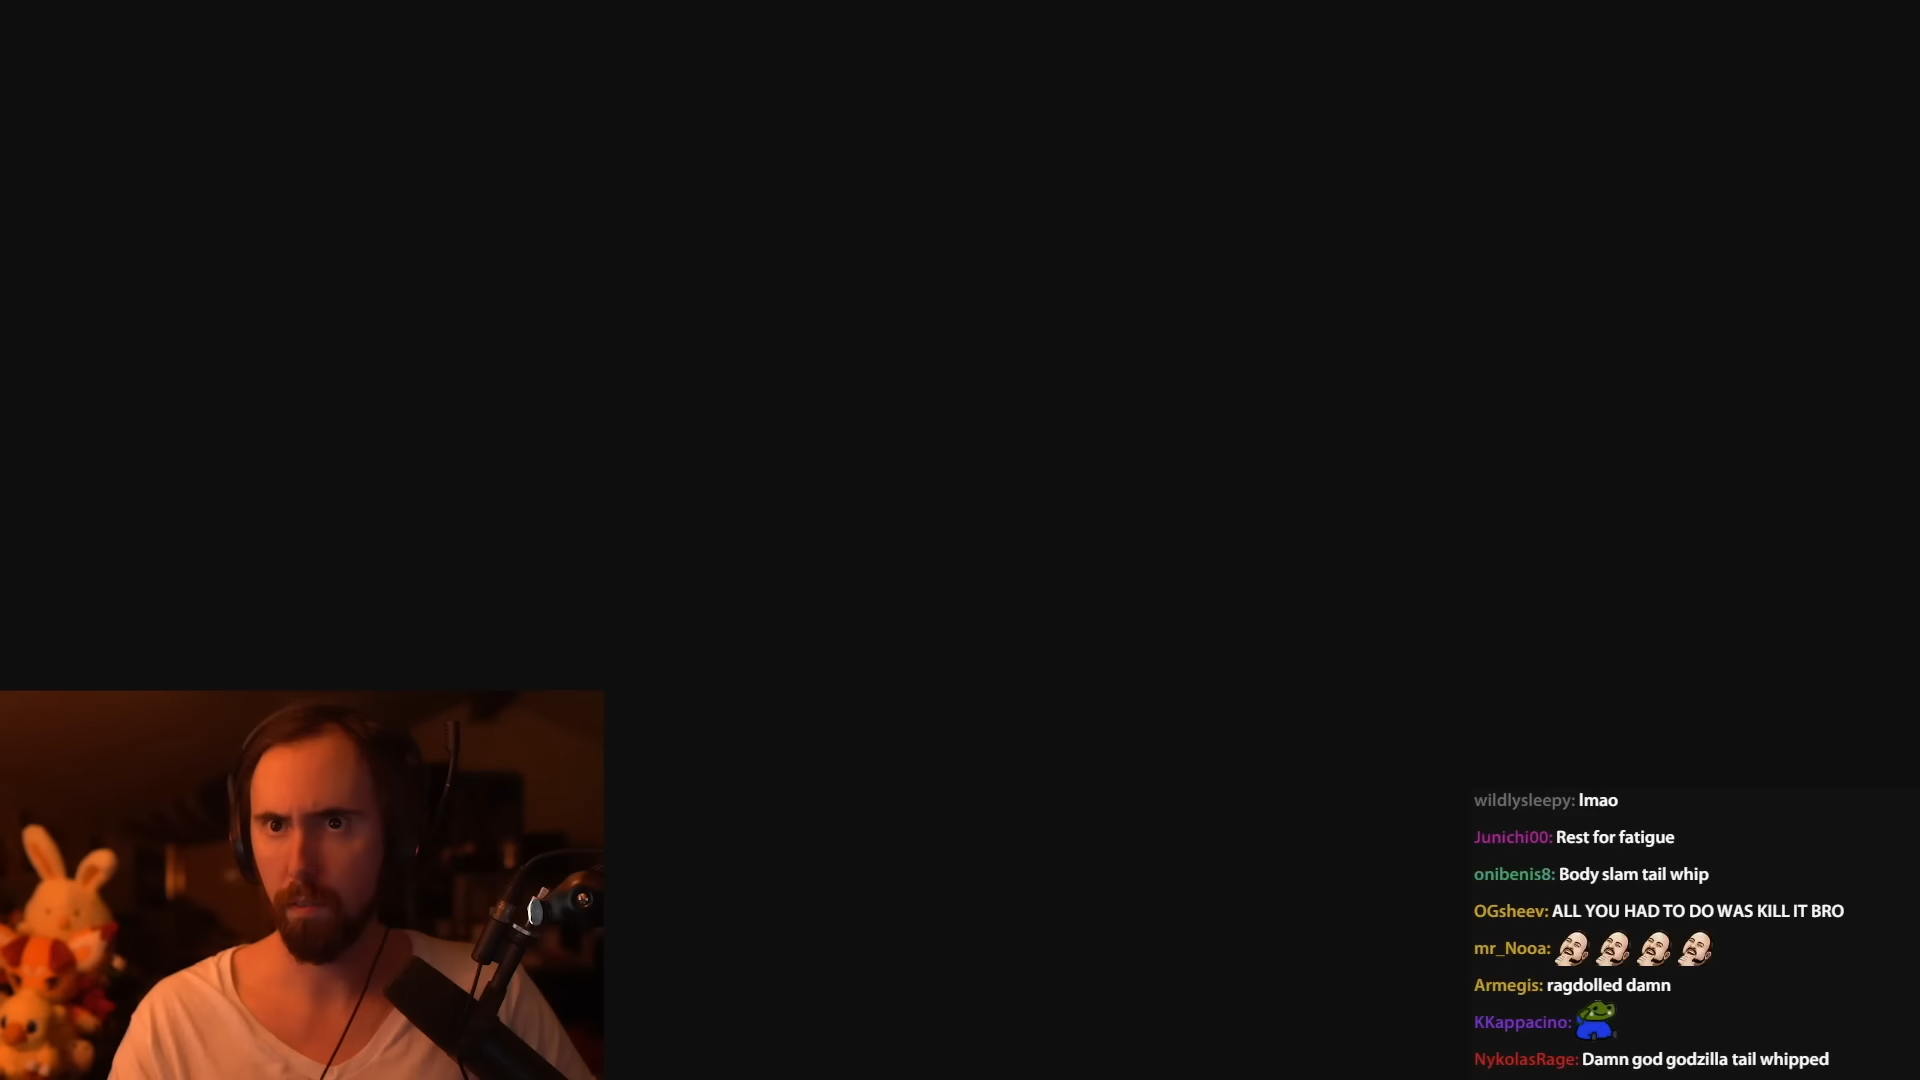 wildlysleepy: lmao
Junichi00: Rest for fatigue
onibenis8: Body slam tail whip
OGsheev: ALL YOU HAD TO DO WAS KILL IT BRO
mr_Nooa:
Armegis: ragdolled damn
KKappacino:
NykolasRage: Damn god godzilla tail whipped